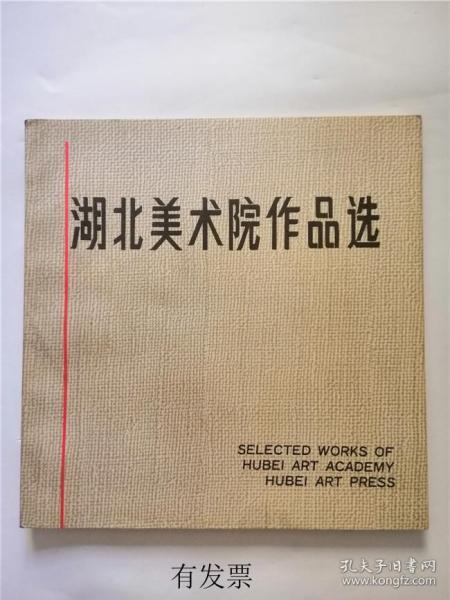 湖北美术院作品选
SELECTED WORKS OF
HUBEI ART ACADEMY
HUBEI ART PRESS
有发票
孔夫子旧书网
www.kongfz.com